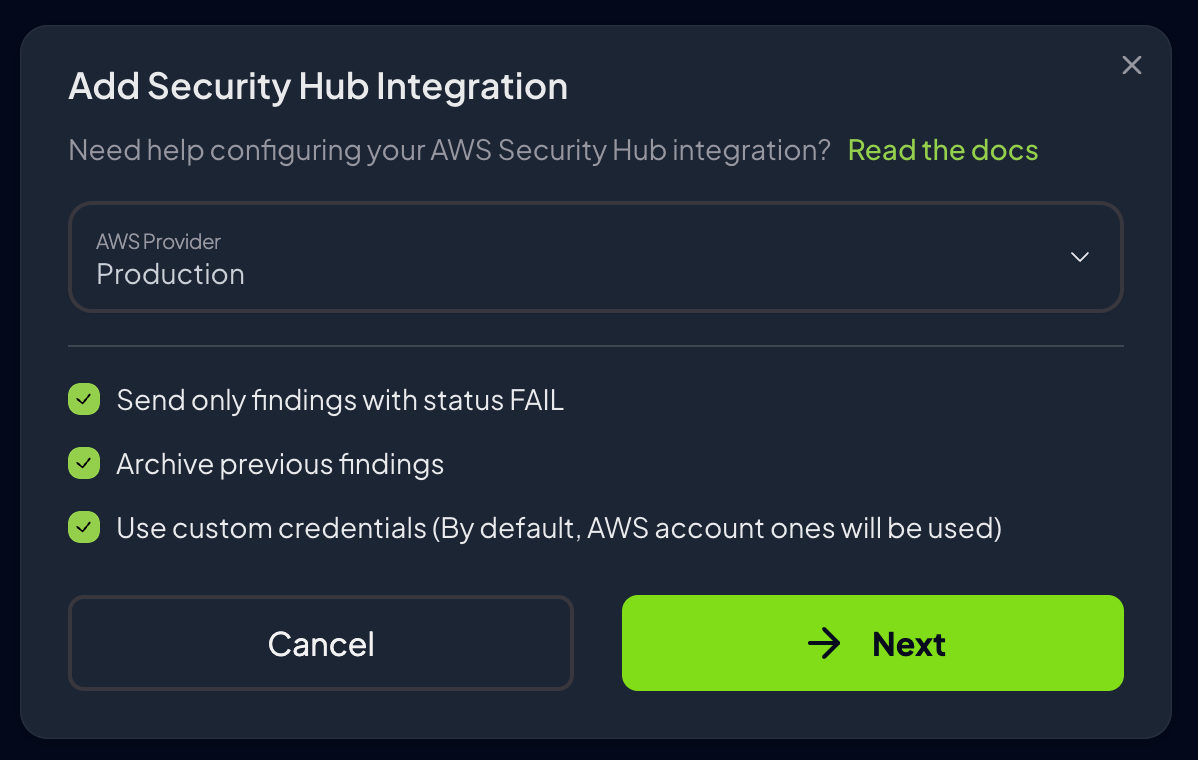 Add Security Hub Integration
Need help configuring your AWS Security Hub integration? Read the docs
AWS Provider
Production
Send only findings with status FAIL
Archive previous findings
Use custom credentials (By default, AWS account ones will be used)
Cancel
Next